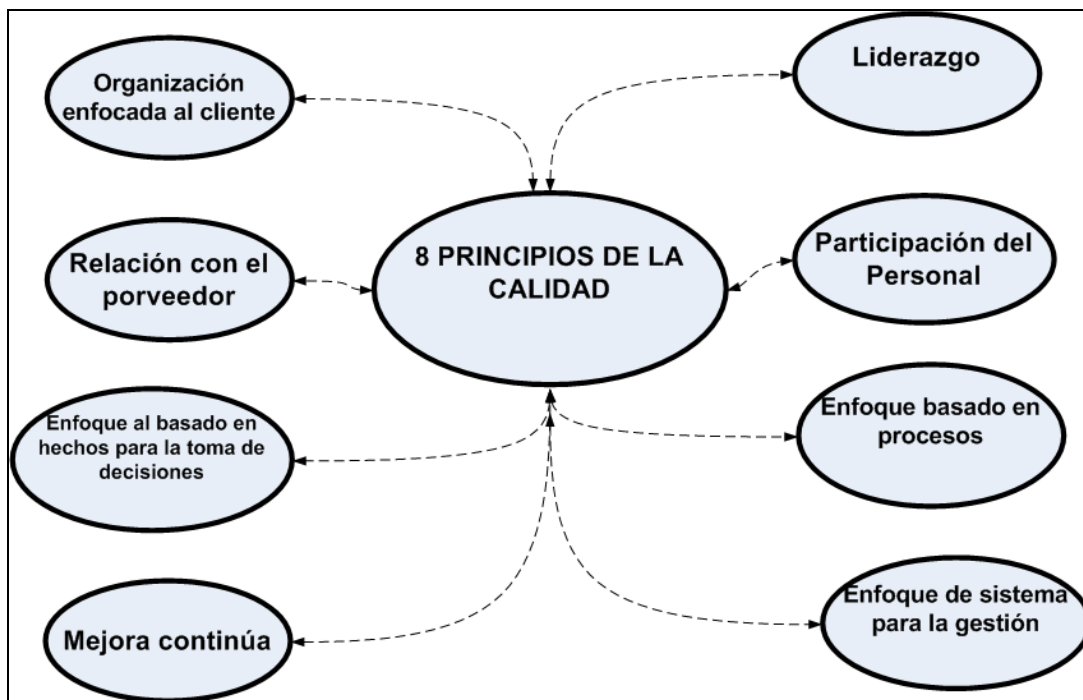 Organización
enfocada al cliente
Liderazgo
8 PRINCIPIOS DE LA
CALIDAD
Relación con el
porveedor
Participación del
Personal
Enfoque al basado en
hechos para la toma de
decisiones
Enfoque basado en
procesos
Mejora continúa
Enfoque de sistema
para la gestión